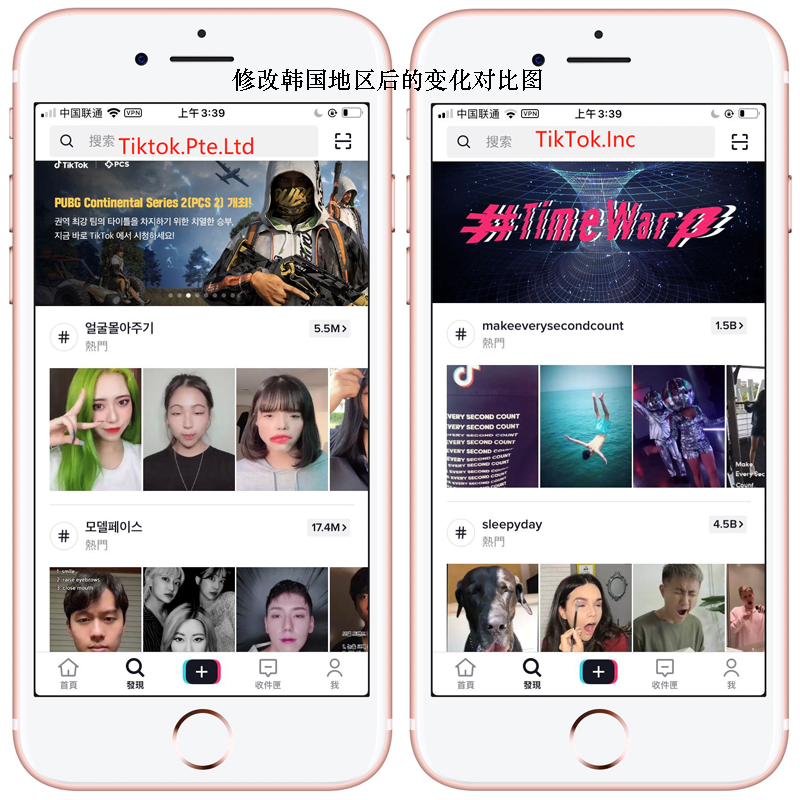 修改韩国地区后的变化对比图
中国联通 VPN 上午3:39
搜索 Tiktok.Pte.Ltd
TikTok PCS
PUBG Continental Series 2(PCS 2) 개최!
권역 최강 팀의 타이틀을 차지하기 위한 치열한 승부,
지금 바로 TikTok 에서 시청하세요!
# 얼굴몰아주기 5.5M>
熱門
# 모델페이스 17.4M>
熱門
1. smile
2. raise eyebrows
3. close mouth
首頁 發現 收件匣 我
中国联通 VPN 上午3:39
搜索 TikTok.Inc
#TimeWarp
# makeeverysecondcount 1.5B>
熱門
EVERY SECOND COUNT
EVERY SECOND COUNT
EVERY SECOND COUNT
EVERY SECOND COUNT
EVERY SECOND COUNT
EVERY SECOND COUNT
Make
Every Sec
Count
# sleepyday 4.5B>
熱門
首頁 發現 收件匣 我